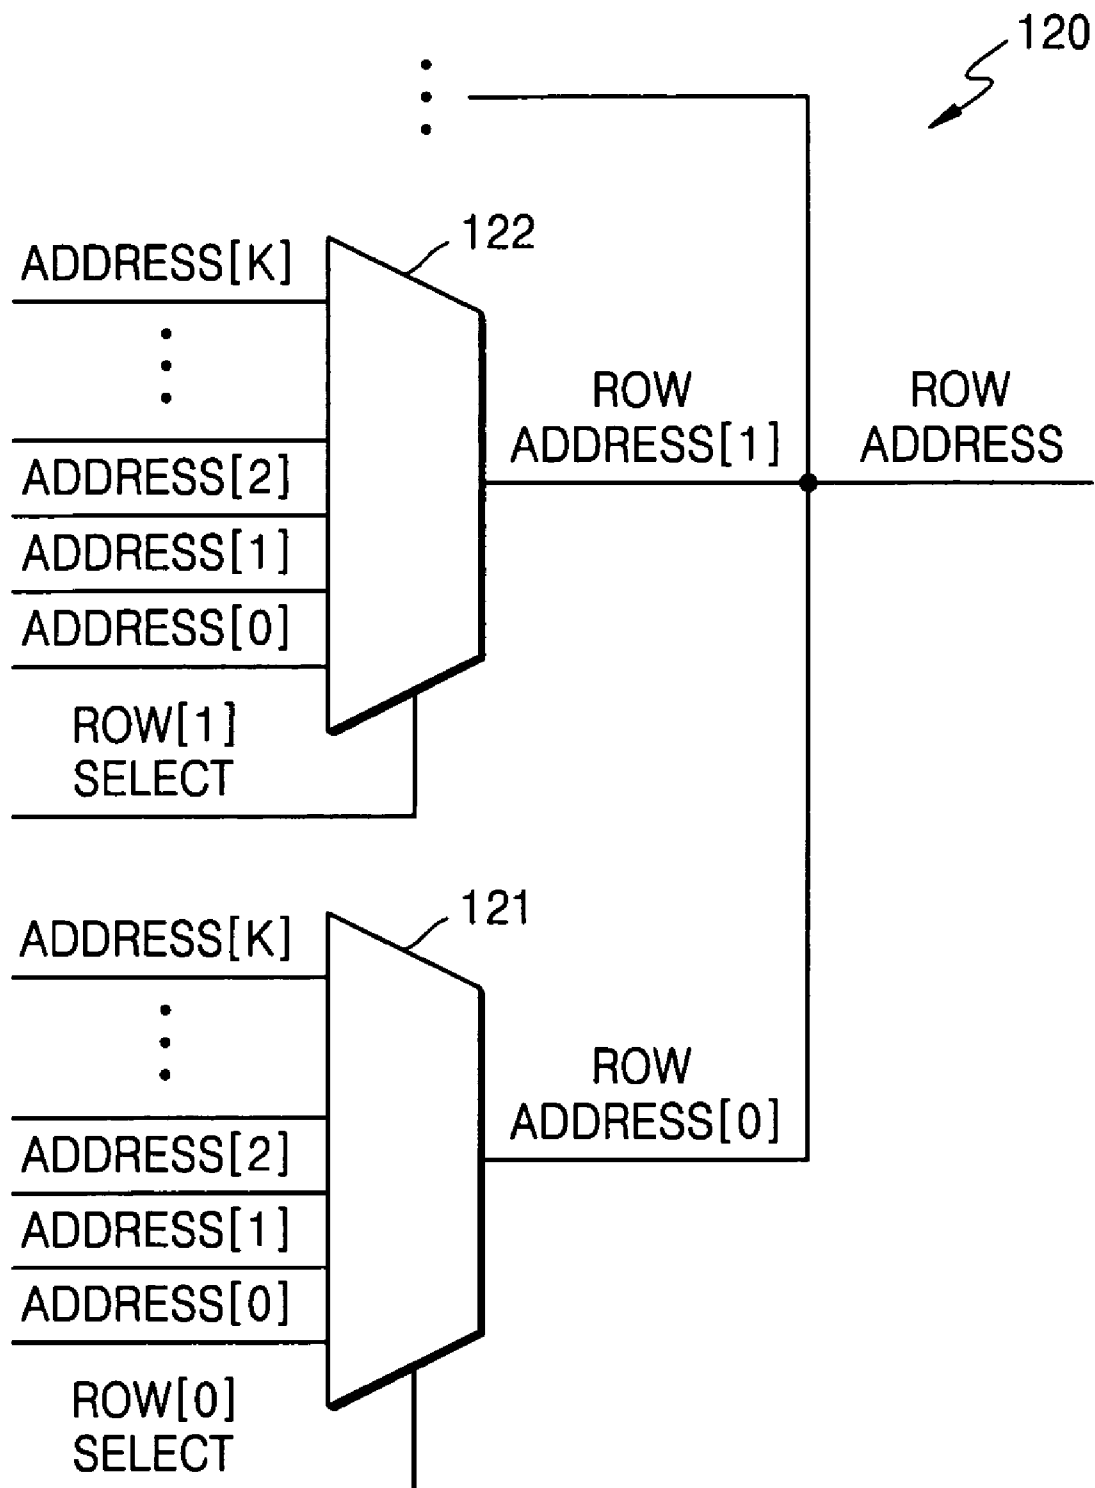 120
122
ADDRESS[K]
ROW
ADDRESS[1]
ROW
ADDRESS
ADDRESS[2]
ADDRESS[1]
ADDRESS[0]
ROW[1]
SELECT
121
ADDRESS[K]
ROW
ADDRESS[0]
ADDRESS[2]
ADDRESS[1]
ADDRESS[0]
ROW[0]
SELECT